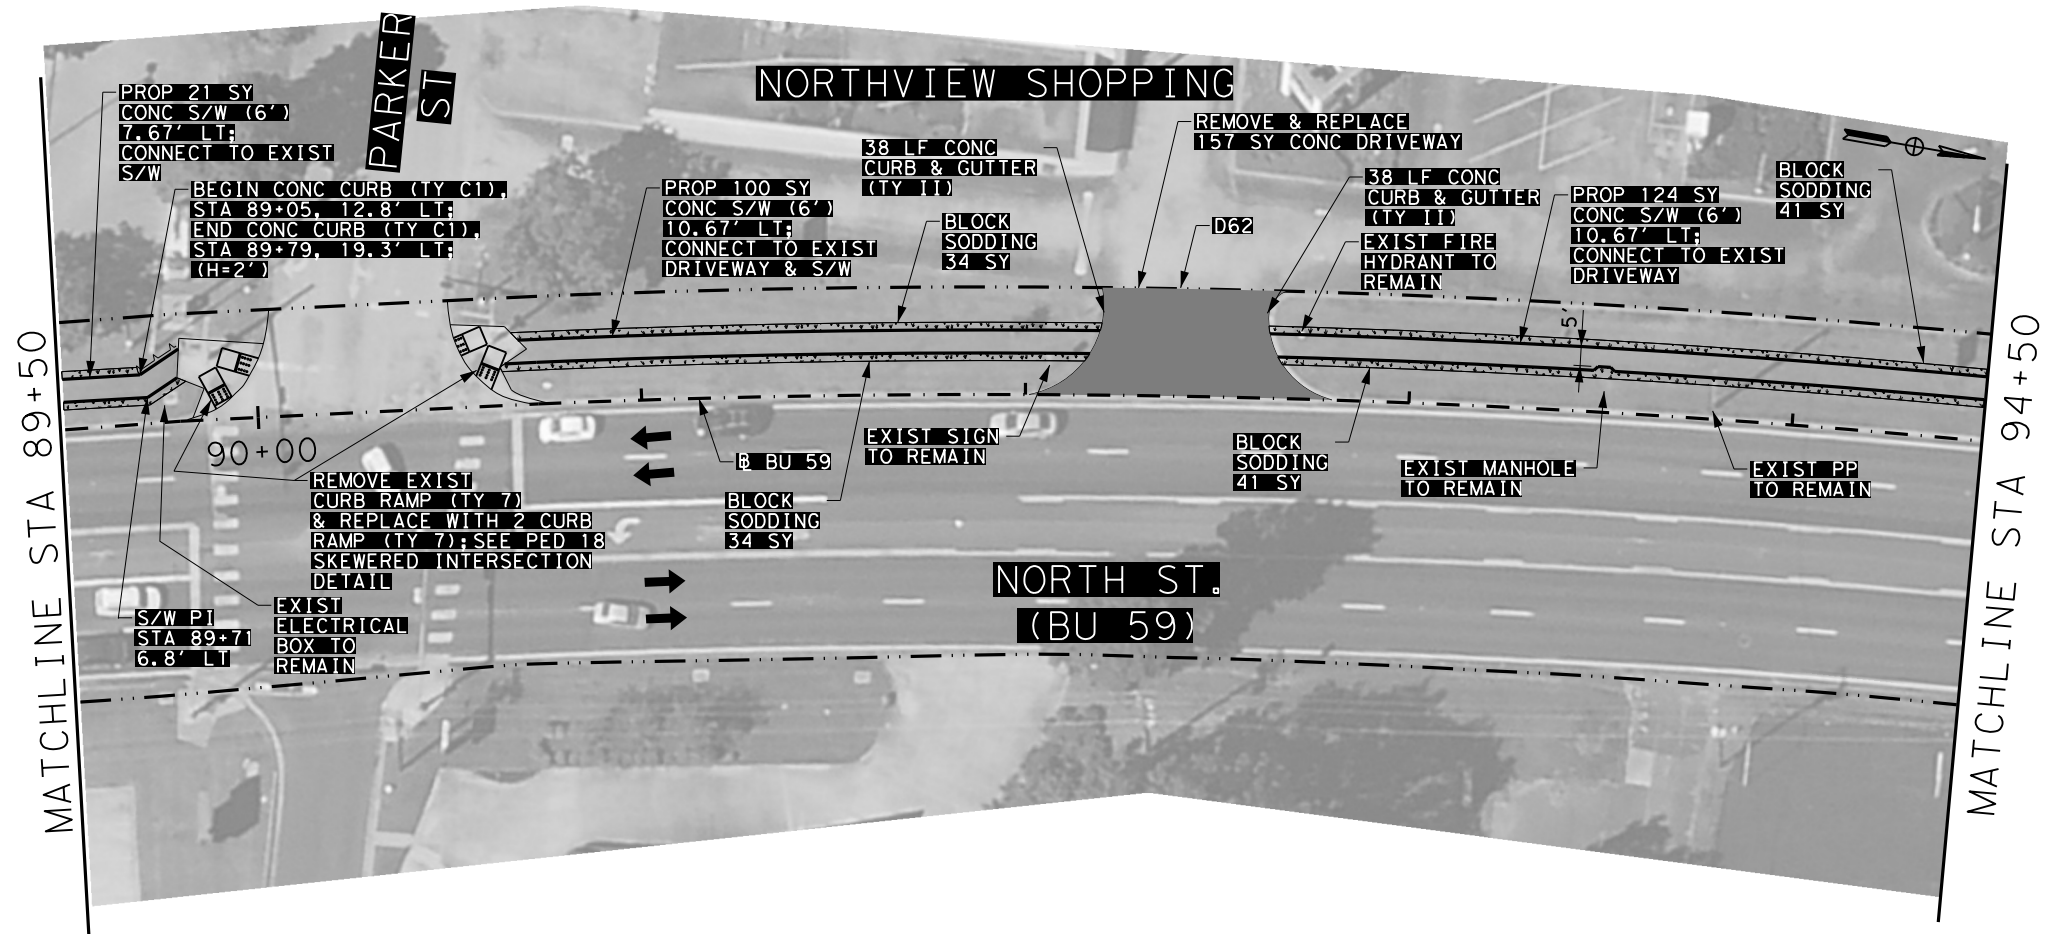 PARKER
ST
NORTHVIEW SHOPPING
PROP 21 SY
CONC S/W (6')
7.67' LT;
CONNECT TO EXIST
S/W
BEGIN CONC CURB (TY C1),
STA 89+05, 12.8' LT;
END CONC CURB (TY C1),
STA 89+79, 19.3' LT;
(H=2')
PROP 100 SY
CONC S/W (6')
10.67' LT;
CONNECT TO EXIST
DRIVEWAY & S/W
38 LF CONC
CURB & GUTTER
(TY II)
BLOCK
SODDING
34 SY
REMOVE & REPLACE
157 SY CONC DRIVEWAY
D62
38 LF CONC
CURB & GUTTER
(TY II)
EXIST FIRE
HYDRANT TO
REMAIN
PROP 124 SY
CONC S/W (6')
10.67' LT;
CONNECT TO EXIST
DRIVEWAY
BLOCK
SODDING
41 SY
5'
MATCHLINE STA 89+50
MATCHLINE STA 94+50
90+00
REMOVE EXIST
CURB RAMP (TY 7)
& REPLACE WITH 2 CURB
RAMP (TY 7);SEE PED 18
SKEWERED INTERSECTION
DETAIL
S/W PI
STA 89+71
6.8' LT
EXIST
ELECTRICAL
BOX TO
REMAIN
BLOCK
SODDING
34 SY
℄ BU 59
EXIST SIGN
TO REMAIN
BLOCK
SODDING
41 SY
EXIST MANHOLE
TO REMAIN
EXIST PP
TO REMAIN
NORTH ST.
(BU 59)